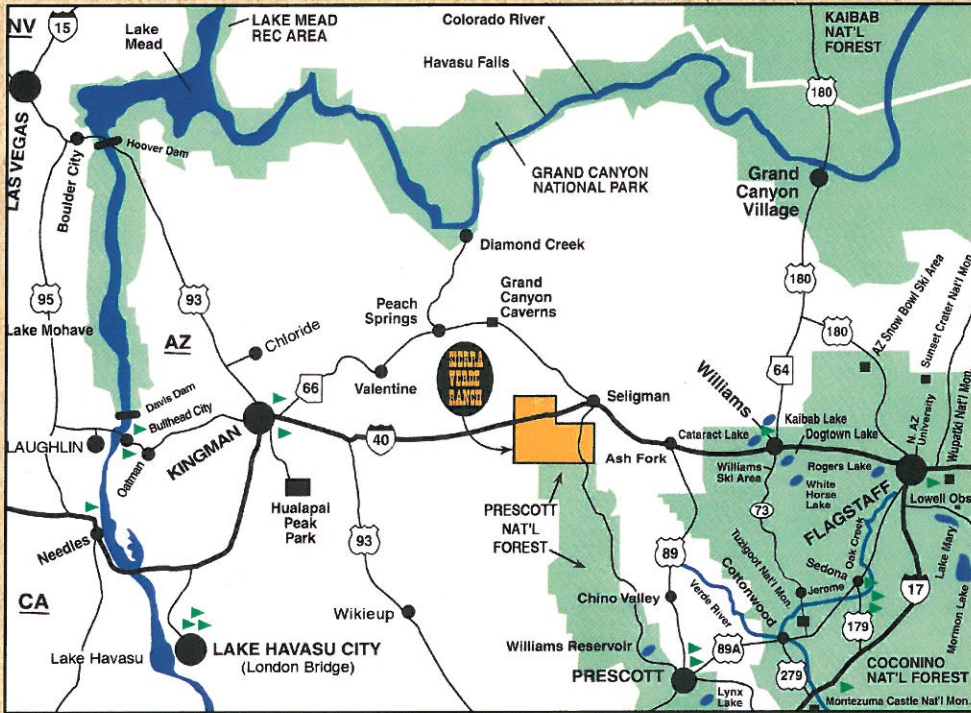 NV
15
LAKE MEAD
REC AREA
Lake
Mead
Colorado River
Havasu Falls
KAIBAB
NAT'L
FOREST
180
LAS VEGAS
Boulder City
Hoover Dam
GRAND CANYON
NATIONAL PARK
Grand
Canyon
Village
Diamond Creek
95
93
180
Lake Mohave
AZ
Chloride
Peach
Springs
Grand
Canyon
Caverns
180
AZ Snow Bowl Ski Area
Sunset Crater Nat'l Mon.
Wupatki Nat'l Mon.
66
Valentine
SIERRA
VERDE
RANCH
Seligman
Williams
64
N. AZ
University
Davis Dam
Bullhead City
LAUGHLIN
Oatman
KINGMAN
40
Cataract Lake
Kaibab Lake
Dogtown Lake
Ash Fork
Williams
Ski Area
Rogers Lake
White
Horse
Lake
FLAGSTAFF
Lowell Obs
Hualapai
Peak
Park
PRESCOTT
NAT'L
FOREST
73
Needles
93
89
Tuzigoot Nat'l Mon.
Cottonwood
Verde River
Sedona
Oak Creek
Jerome
17
Lake Mary
Mormon Lake
CA
Wikieup
Chino Valley
179
Lake Havasu
LAKE HAVASU CITY
(London Bridge)
Williams Reservoir
PRESCOTT
89A
Lynx
Lake
279
COCONINO
NAT'L FOREST
Montezuma Castle Nat'l Mon.